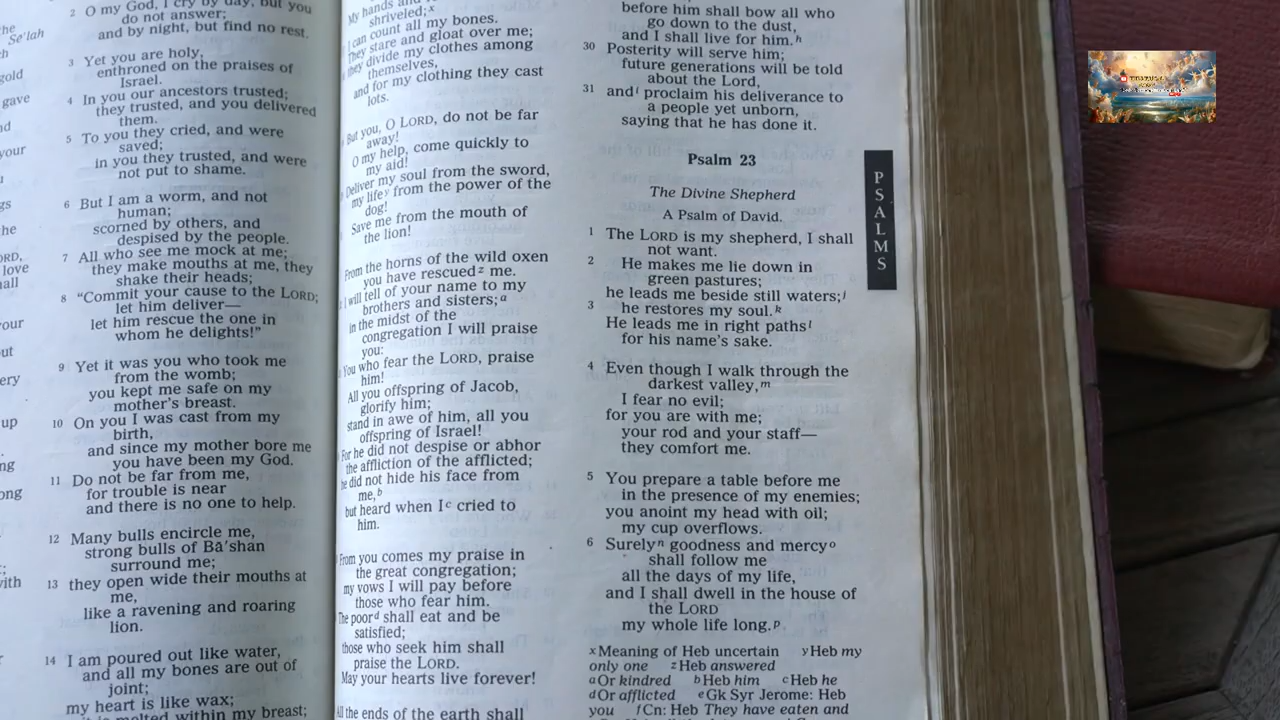 2 O my God, I cry by day, but you
do not answer;
and by night, but find no rest.
3 Yet you are holy,
enthroned on the praises of
Israel.
4 In you our ancestors trusted;
they trusted, and you delivered
them.
5 To you they cried, and were
saved;
in you they trusted, and were
not put to shame.
6 But I am a worm, and not
human;
scorned by others, and
despised by the people.
7 All who see me mock at me;
they make mouths at me, they
shake their heads;
8 “Commit your cause to the LORD;
let him deliver—
let him rescue the one in
whom he delights!”
9 Yet it was you who took me
from the womb;
you kept me safe on my
mother's breast.
10 On you I was cast from my
birth,
and since my mother bore me
you have been my God.
11 Do not be far from me,
for trouble is near
and there is no one to help.
12 Many bulls encircle me,
strong bulls of Bā'shan
surround me;
13 they open wide their mouths at
me,
like a ravening and roaring
lion.
14 I am poured out like water,
and all my bones are out of
joint;
my heart is like wax;
it is melted within my breast;
My hands and
shriveled;x
I can count all my bones.
They stare and gloat over me;
they divide my clothes among
themselves,
and for my clothing they cast
lots.
But you, O LORD, do not be far
away!
O my help, come quickly to
my aid!
Deliver my soul from the sword,
my lifey from the power of the
dog!
Save me from the mouth of
the lion!
From the horns of the wild oxen
you have rescuedz me.
I will tell of your name to my
brothers and sisters;a
in the midst of the
congregation I will praise
you:
You who fear the LORD, praise
him!
All you offspring of Jacob,
glorify him;
stand in awe of him, all you
offspring of Israel!
For he did not despise or abhor
the affliction of the afflicted;
he did not hide his face from
me,b
but heard when Ic cried to
him.
From you comes my praise in
the great congregation;
my vows I will pay before
those who fear him.
The poord shall eat and be
satisfied;
those who seek him shall
praise the LORD.
May your hearts live forever!
All the ends of the earth shall
before him shall bow all who
go down to the dust,
and I shall live for him.h
30 Posterity will serve him;
future generations will be told
about the Lord,
31 andi proclaim his deliverance to
a people yet unborn,
saying that he has done it.
Psalm 23
The Divine Shepherd
A Psalm of David.
1 The LORD is my shepherd, I shall
not want.
2 He makes me lie down in
green pastures;
he leads me beside still waters;j
3 he restores my soul.k
He leads me in right pathsl
for his name's sake.
4 Even though I walk through the
darkest valley,m
I fear no evil;
for you are with me;
your rod and your staff—
they comfort me.
5 You prepare a table before me
in the presence of my enemies;
you anoint my head with oil;
my cup overflows.
6 Surelyn goodness and mercyo
shall follow me
all the days of my life,
and I shall dwell in the house of
the LORD
my whole life long.p
x Meaning of Heb uncertain y Heb my
only one z Heb answered
a Or kindred b Heb him c Heb he
d Or afflicted e Gk Syr Jerome: Heb
you f Cn: Heb They have eaten and
PSALMS